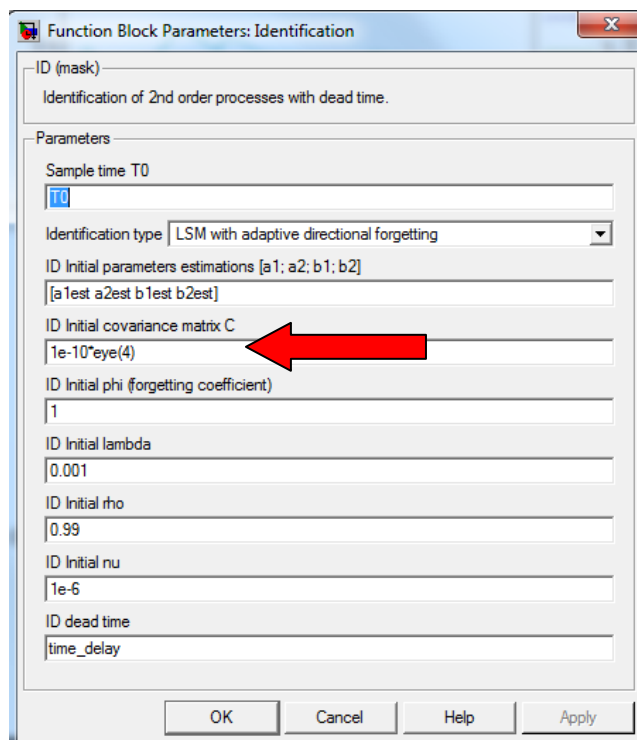 Function Block Parameters: Identification
ID (mask)
Identification of 2nd order processes with dead time.
Parameters
Sample time T0
T0
Identification type LSM with adaptive directional forgetting
ID Initial parameters estimations [a1; a2; b1; b2]
[a1est a2est b1est b2est]
ID Initial covariance matrix C
1e-10*eye(4)
ID Initial phi (forgetting coefficient)
1
ID Initial lambda
0.001
ID Initial rho
0.99
ID Initial nu
1e-6
ID dead time
time_delay
OK Cancel Help Apply